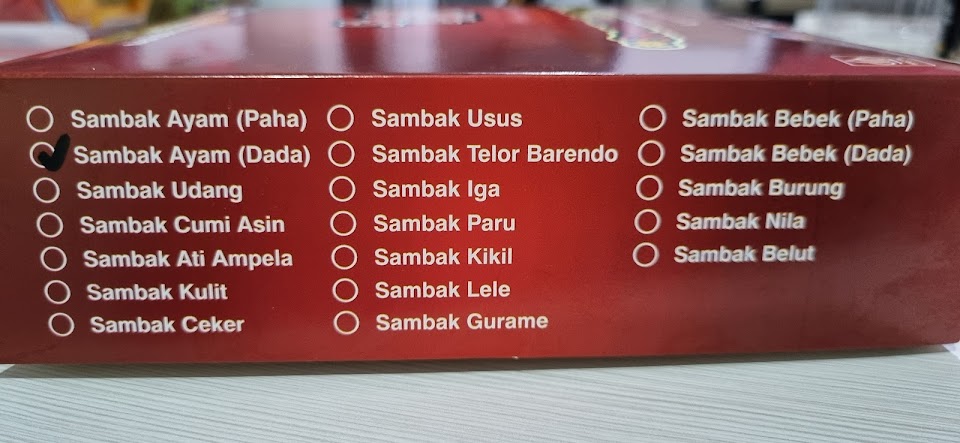 Sambak Ayam (Paha)
Sambak Ayam (Dada)
Sambak Udang
Sambak Cumi Asin
Sambak Ati Ampela
Sambak Kulit
Sambak Ceker
Sambak Usus
Sambak Telor Barendo
Sambak Iga
Sambak Paru
Sambak Kikil
Sambak Lele
Sambak Gurame
Sambak Bebek (Paha)
Sambak Bebek (Dada)
Sambak Burung
Sambak Nila
Sambak Belut